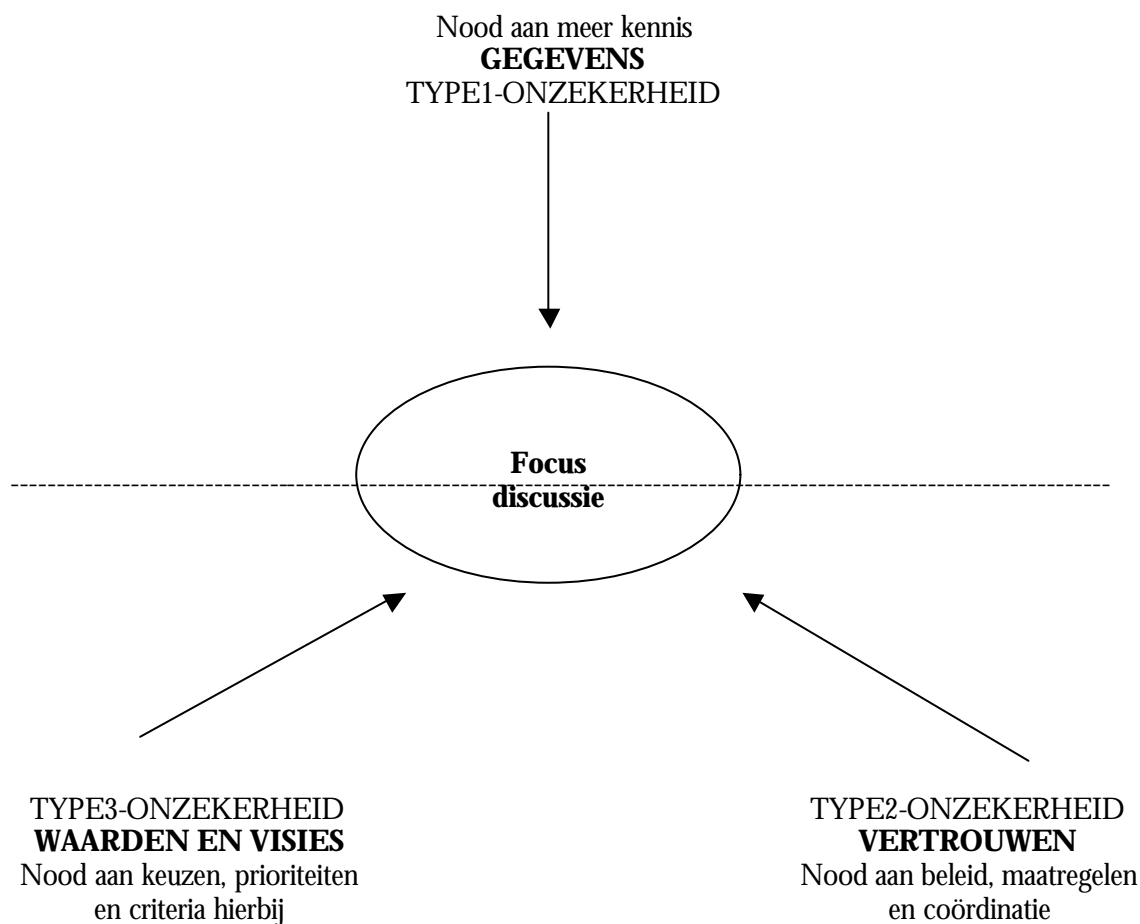 Nood aan meer kennis
GEGEVENS
TYPE1-ONZEKERHEID
Focus
discussie
TYPE3-ONZEKERHEID
WAARDEN EN VISIES
Nood aan keuzen, prioriteiten
en criteria hierbij
TYPE2-ONZEKERHEID
VERTROUWEN
Nood aan beleid, maatregelen
en coördinatie